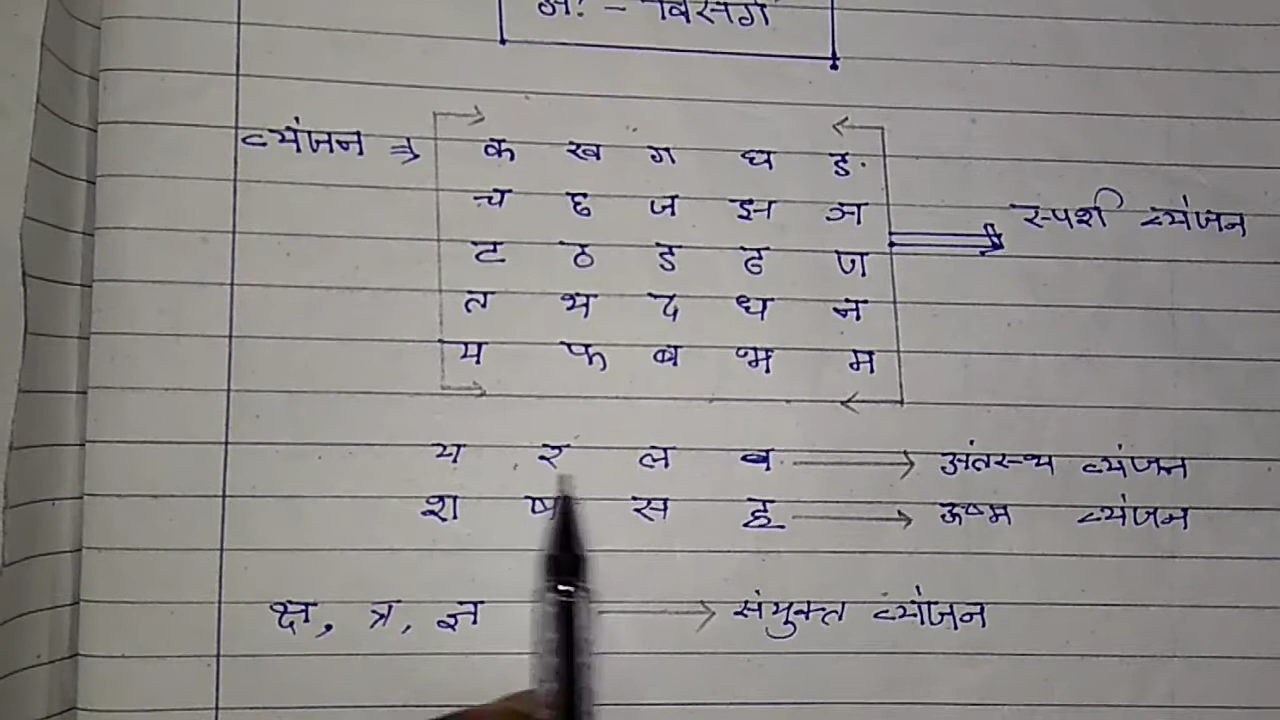 अः - विसर्ग
व्यंजन ⇒ क ख ग घ ङ
च छ ज झ ञ
ट ठ ड ढ ण
त थ द ध न
प फ ब भ म
स्पर्श व्यंजन
य र ल व → अंतस्थ व्यंजन
श ष स ह → ऊष्म व्यंजन
क्ष, त्र, ज्ञ → संयुक्त व्यंजन